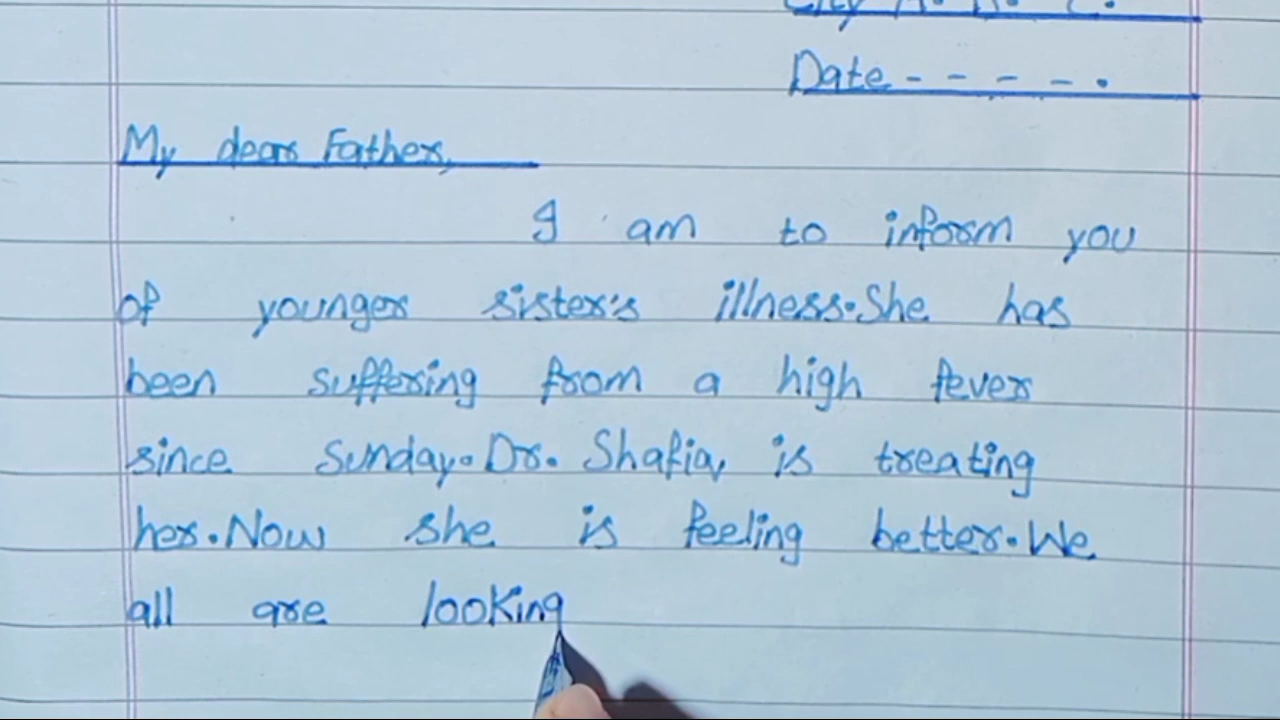 City A. B. C.
Date - - - - .
My dear Father,
I am to inform you
of younger sister's illness. She has
been suffering from a high fever
since Sunday. Dr. Shafia, is treating
her. Now she is feeling better. We
all are looking